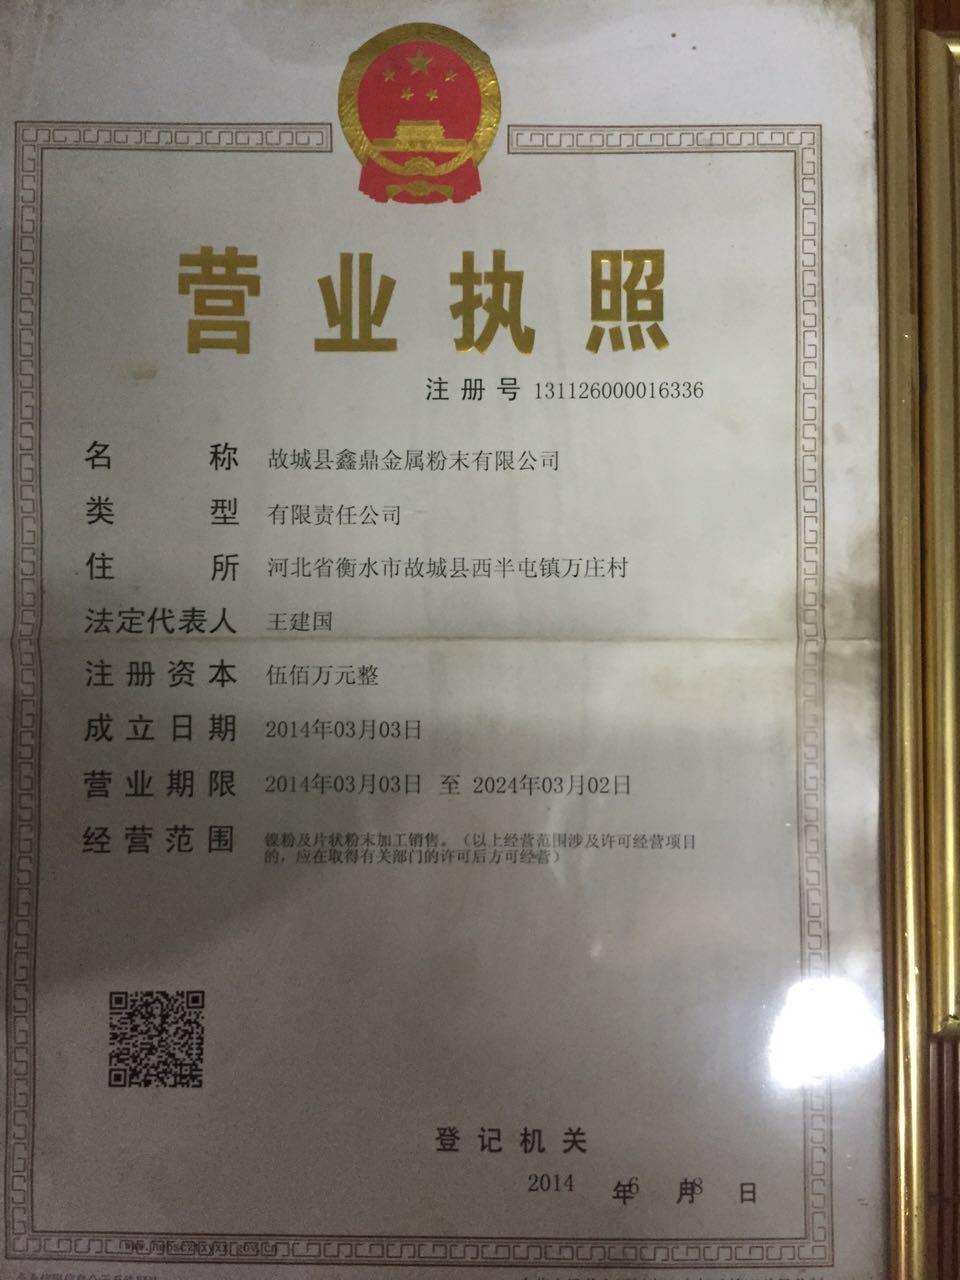 营业执照
注册号 131126000016336
名称 故城县鑫鼎金属粉末有限公司
类型 有限责任公司
住所 河北省衡水市故城县西半屯镇万庄村
法定代表人 王建国
注册资本 伍佰万元整
成立日期 2014年03月03日
营业期限 2014年03月03日 至 2024年03月02日
经营范围 镍粉及片状粉末加工销售。（以上经营范围涉及许可经营项目
的，应在取得有关部门的许可后方可经营）
登记机关
2014 年6 月8 日